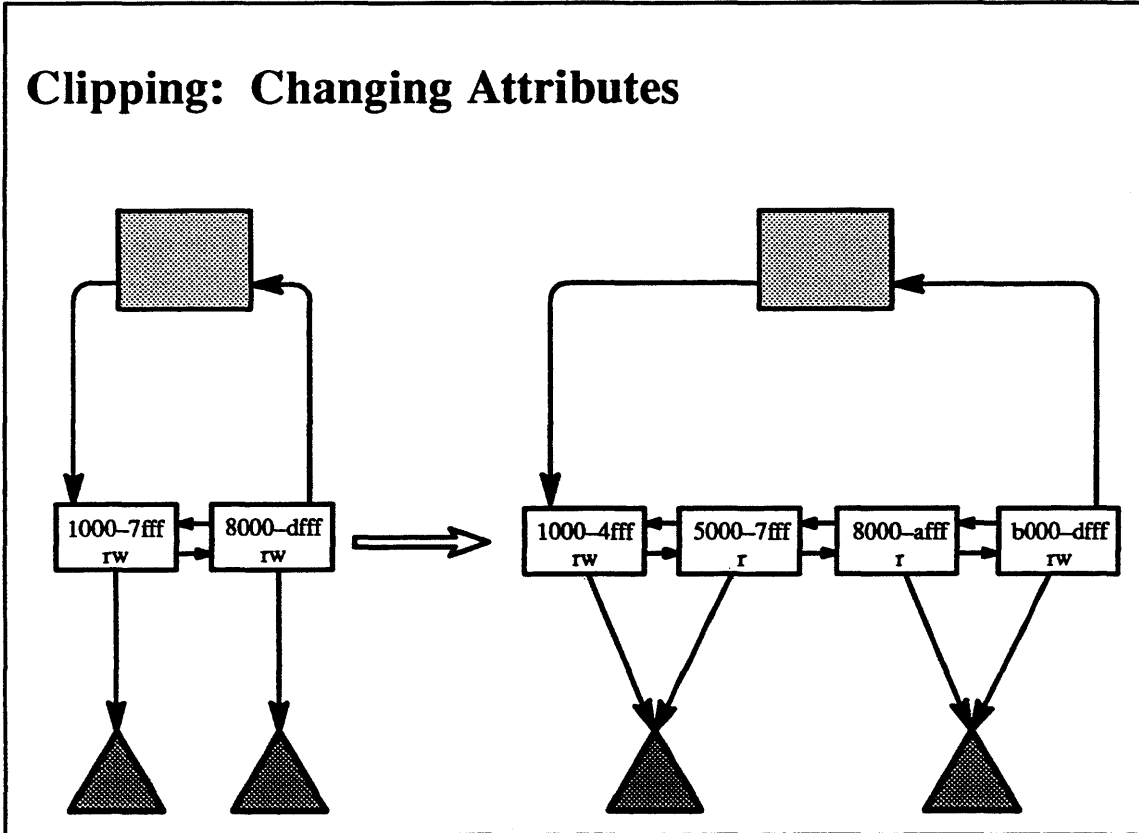 Clipping: Changing Attributes
1000–7fff
rw
8000–dfff
rw
1000–4fff
rw
5000–7fff
r
8000–afff
r
b000–dfff
rw